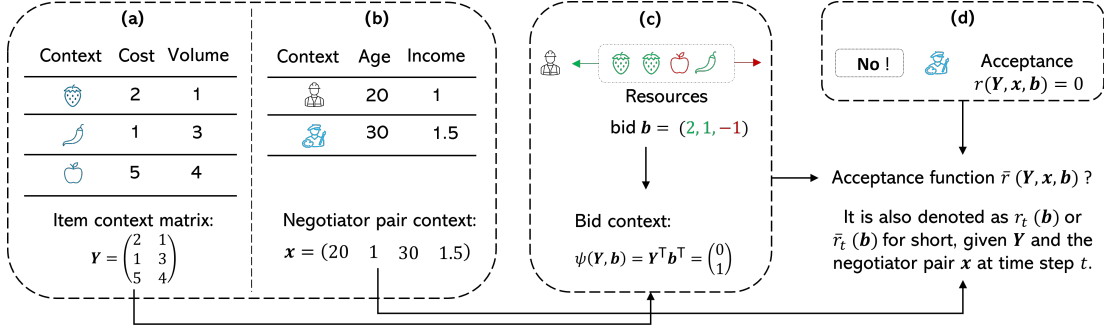 (a)
Context Cost Volume
2 1
1 3
5 4
Item context matrix:
Y = (2 1
1 3
5 4)
(b)
Context Age Income
20 1
30 1.5
Negotiator pair context:
x = (20 1 30 1.5)
(c)
Resources
bid b = (2, 1, −1)
Bid context:
ψ(Y, b) = Y⊤b⊤ = (0
1)
(d)
No !
Acceptance
r(Y, x, b) = 0
Acceptance function r̄ (Y, x, b) ?
It is also denoted as rₜ (b) or
r̄ₜ (b) for short, given Y and the
negotiator pair x at time step t.